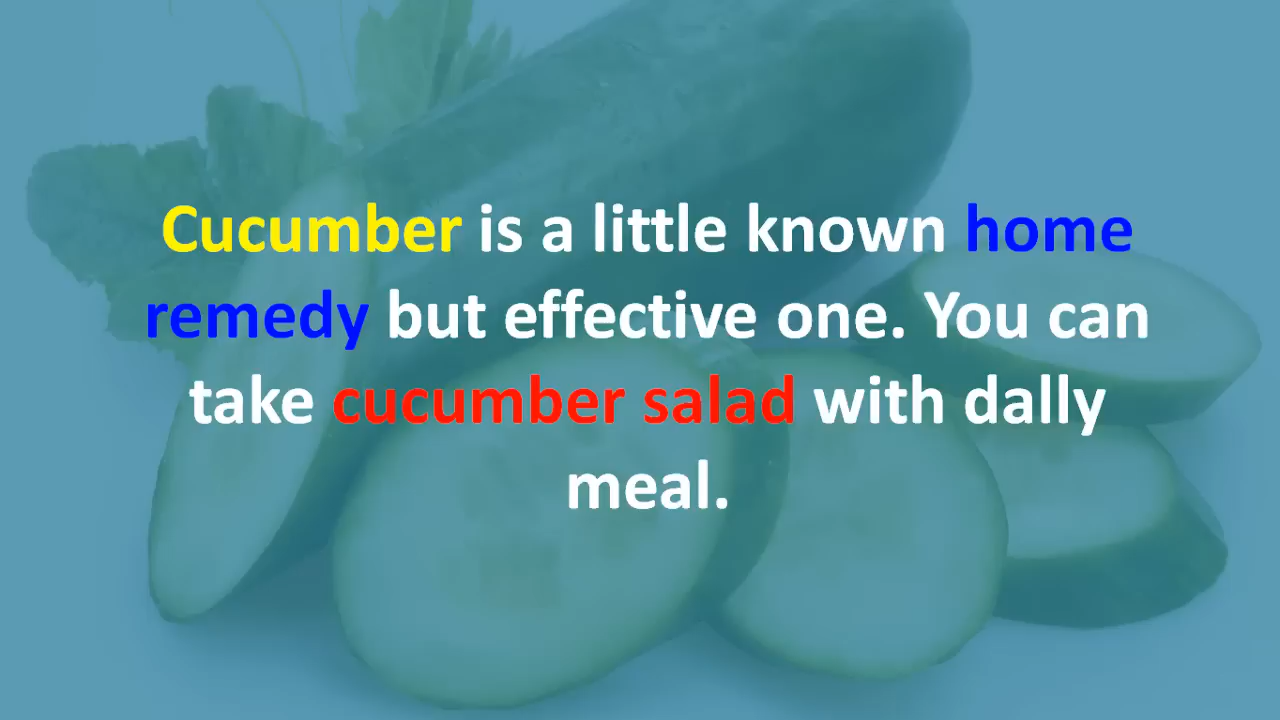 Cucumber is a little known home
remedy but effective one. You can
take cucumber salad with dally
meal.